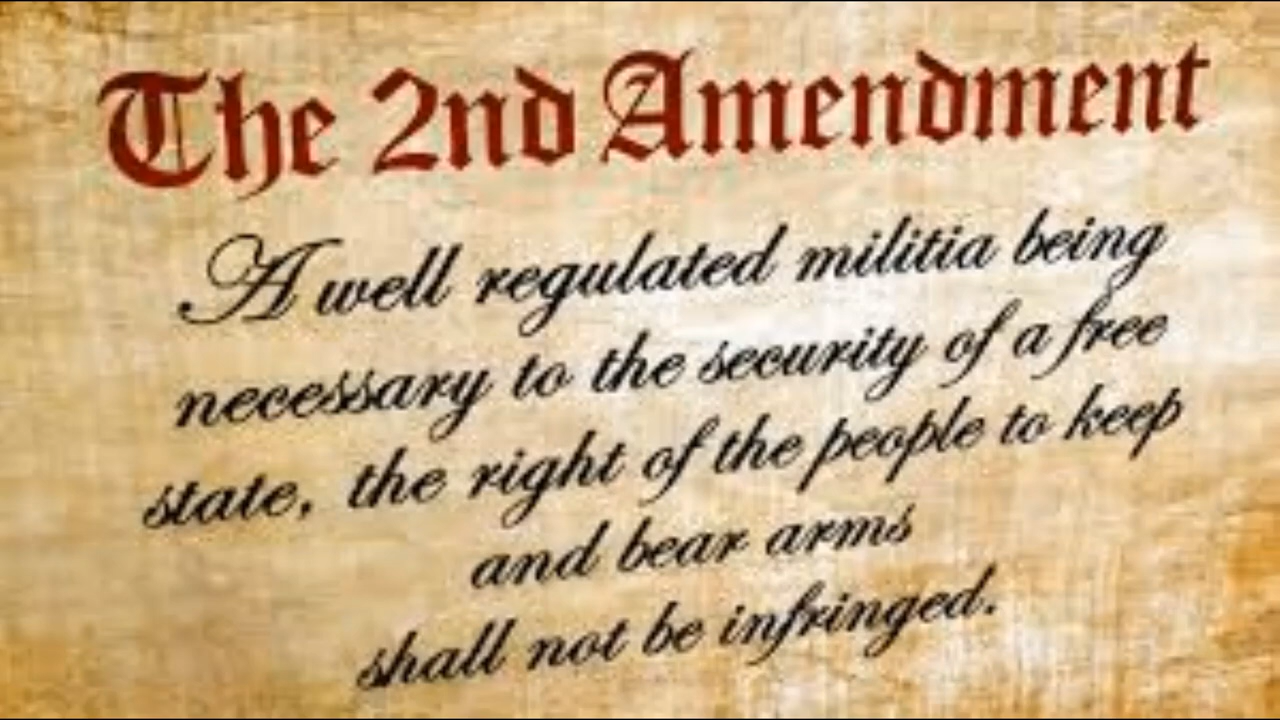 The 2nd Amendment
A well regulated militia being
necessary to the security of a free
state, the right of the people to keep
and bear arms
shall not be infringed.